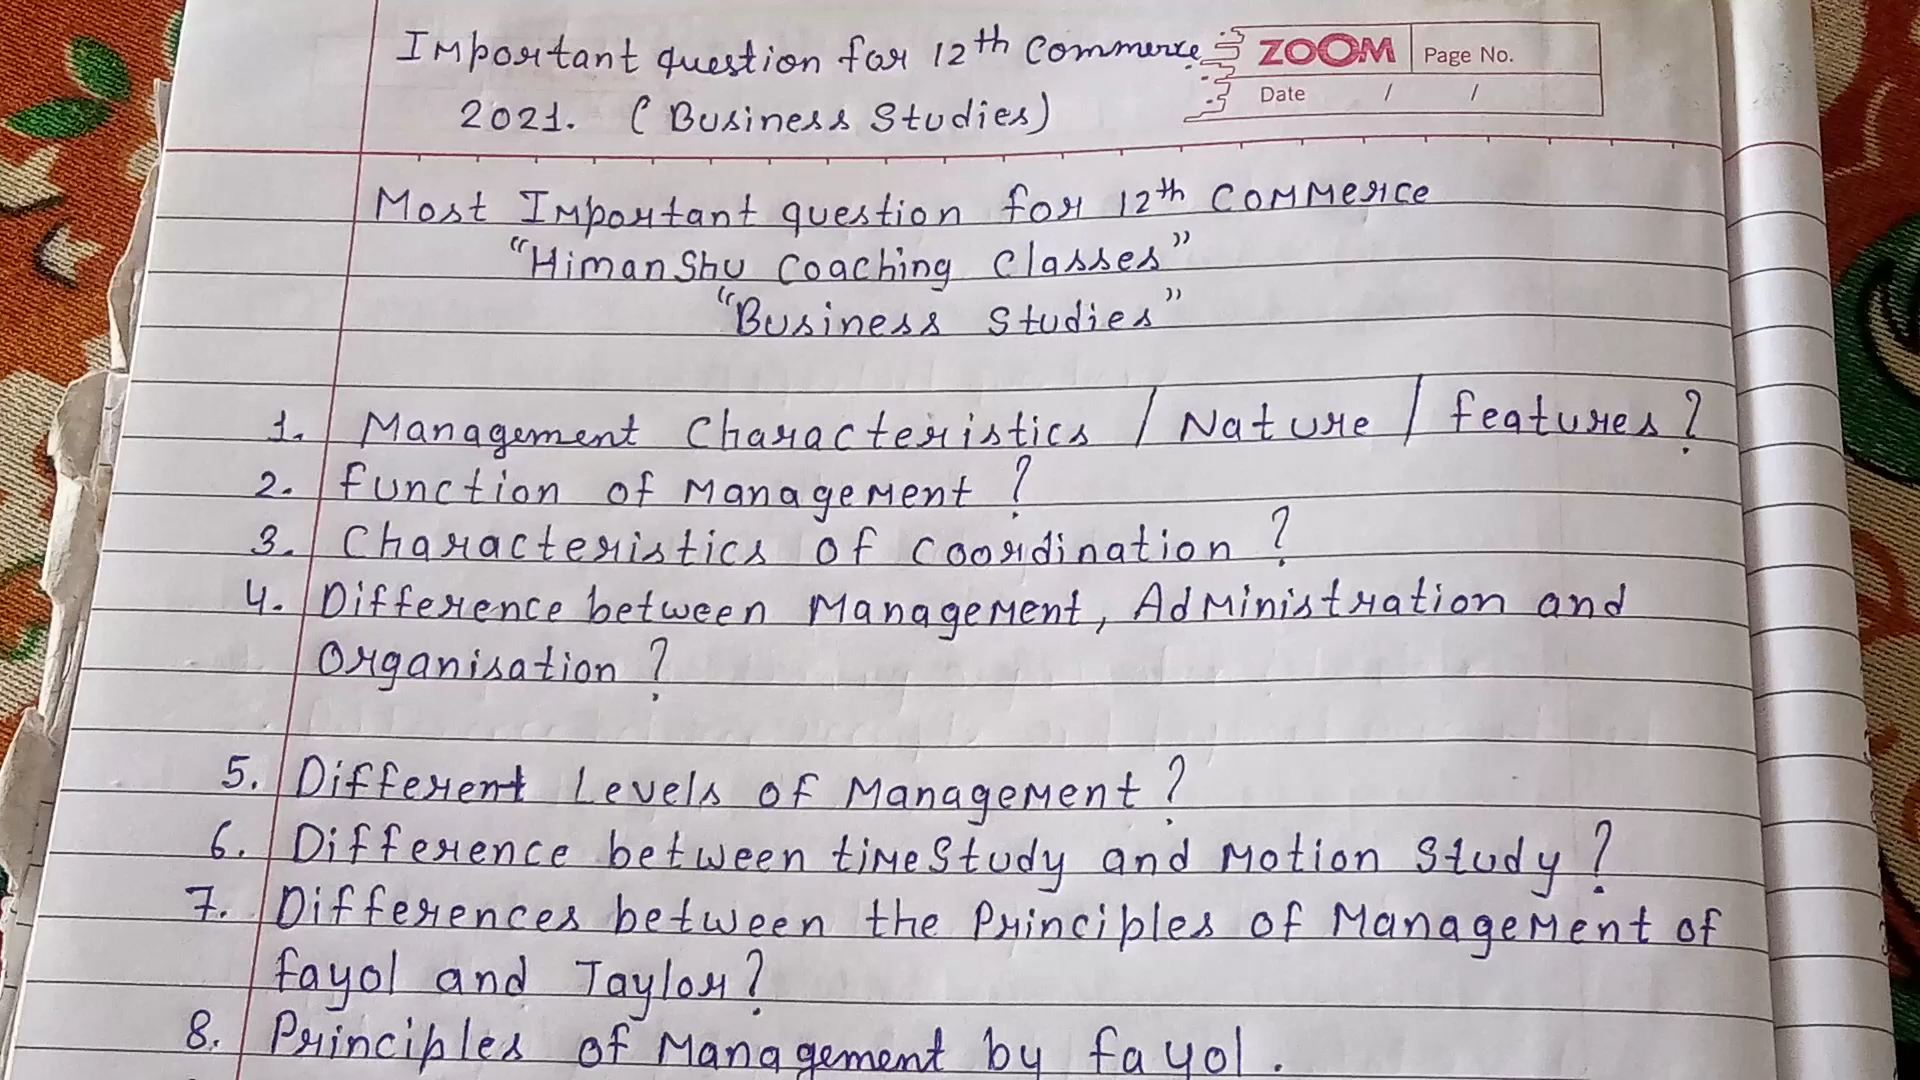 Important question for 12th Commerce
ZOOM Page No.
Date / /
2021. (Business Studies)
Most Important question for 12th Commerce
"Himanshu Coaching Classes"
"Business Studies"
1. Management Characteristics / Nature / features?
2. function of Management?
3. Characteristics of coordination?
4. Difference between Management, Administration and
Organisation?
5. Different Levels of Management?
6. Difference between timestudy and Motion Study?
7. Differences between the Principles of Management of
fayol and Taylor?
8. Principles of Management by fayol.